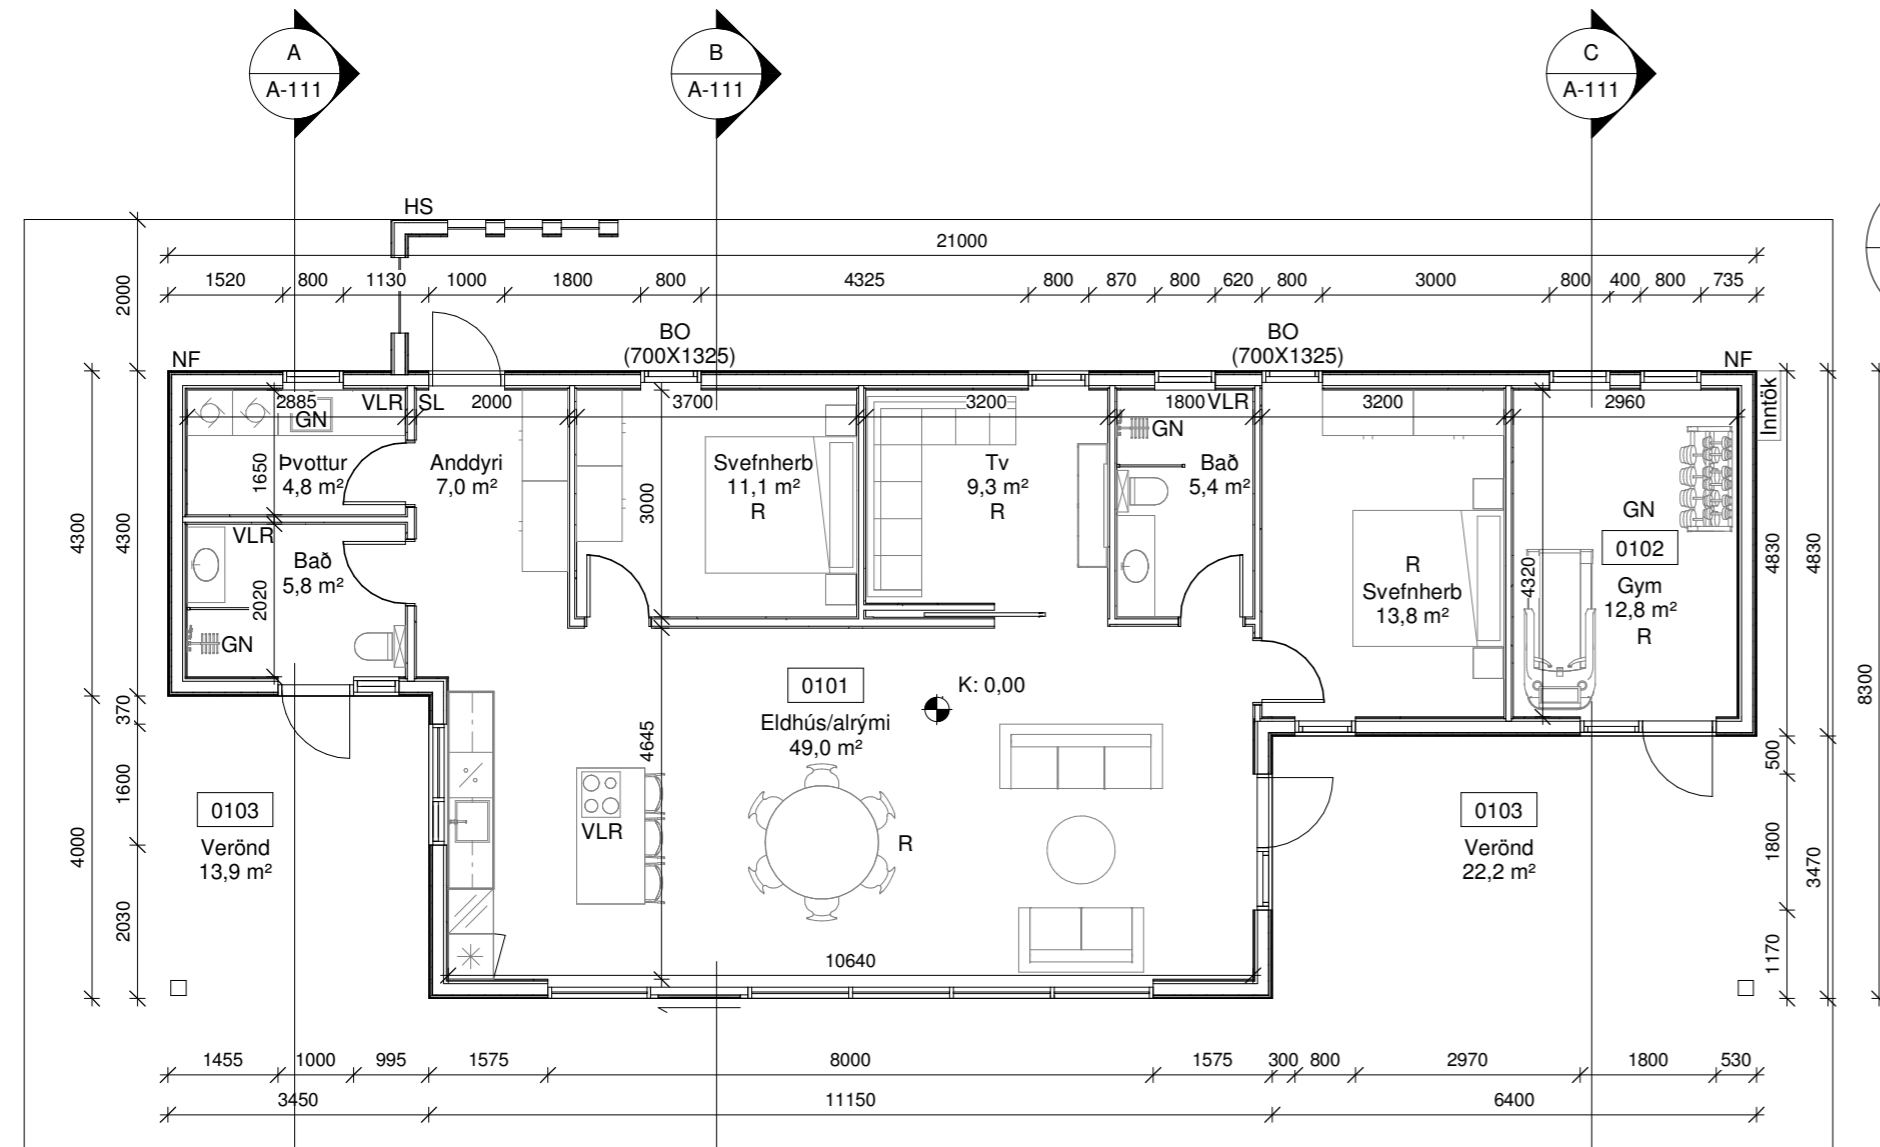 A
A-111
B
A-111
C
A-111
HS
21000
1520 800 1130 1000 1800 800 4325 800 870 800 620 800 3000 800 400 800 735
2000
NF
BO
(700X1325)
BO
(700X1325)
NF
2885 VLR SL 2000 3700 3200 1800 VLR 3200 2960
Inntök
GN
GN
1650
Þvottur
4,8 m²
Anddyri
7,0 m²
3000
Svefnherb
11,1 m²
R
Tv
9,3 m²
R
Bað
5,4 m²
GN
0102
Gym
12,8 m²
R
4320
R
Svefnherb
13,8 m²
VLR
Bað
5,8 m²
2020
GN
4300
4300
4830
4830
8300
370
0101
K: 0,00
Eldhús/alrými
49,0 m²
4645
1600
500
0103
Verönd
13,9 m²
VLR
R
0103
Verönd
22,2 m²
4000
1800
3470
2030
1170
10640
1455 1000 995 1575 8000 1575 300 800 2970 1800 530
3450 11150 6400